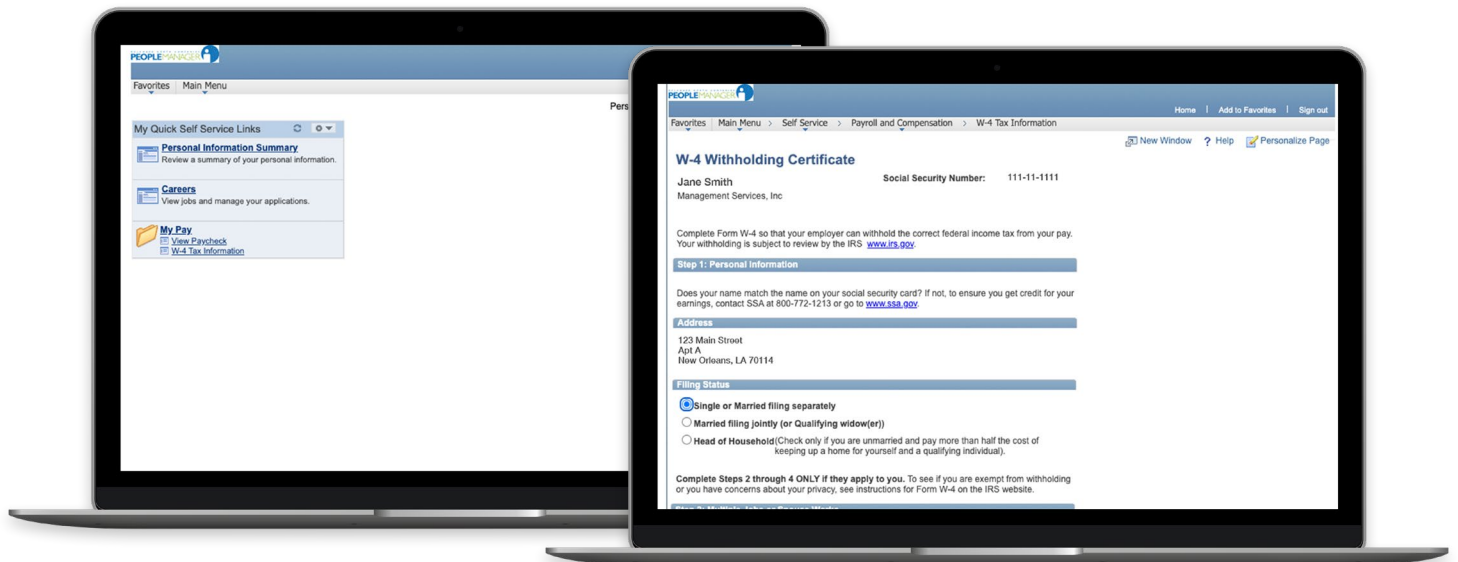 PEOPLEMANAGER
Favorites Main Menu
Pers
My Quick Self Service Links
Personal Information Summary
Review a summary of your personal information.
Careers
View jobs and manage your applications.
My Pay
View Paycheck
W-4 Tax Information
PEOPLEMANAGER
Home | Add to Favorites | Sign out
Favorites Main Menu > Self Service > Payroll and Compensation > W-4 Tax Information
New Window ? Help Personalize Page
W-4 Withholding Certificate
Jane Smith Social Security Number: 111-11-1111
Management Services, Inc
Complete Form W-4 so that your employer can withhold the correct federal income tax from your pay.
Your withholding is subject to review by the IRS www.irs.gov.
Step 1: Personal Information
Does your name match the name on your social security card? If not, to ensure you get credit for your
earnings, contact SSA at 800-772-1213 or go to www.ssa.gov.
Address
123 Main Street
Apt A
New Orleans, LA 70114
Filing Status
Single or Married filing separately
Married filing jointly (or Qualifying widow(er))
Head of Household(Check only if you are unmarried and pay more than half the cost of
keeping up a home for yourself and a qualifying individual).
Complete Steps 2 through 4 ONLY if they apply to you. To see if you are exempt from withholding
or you have concerns about your privacy, see instructions for Form W-4 on the IRS website.
Step 2: Multiple Jobs or Spouse Works